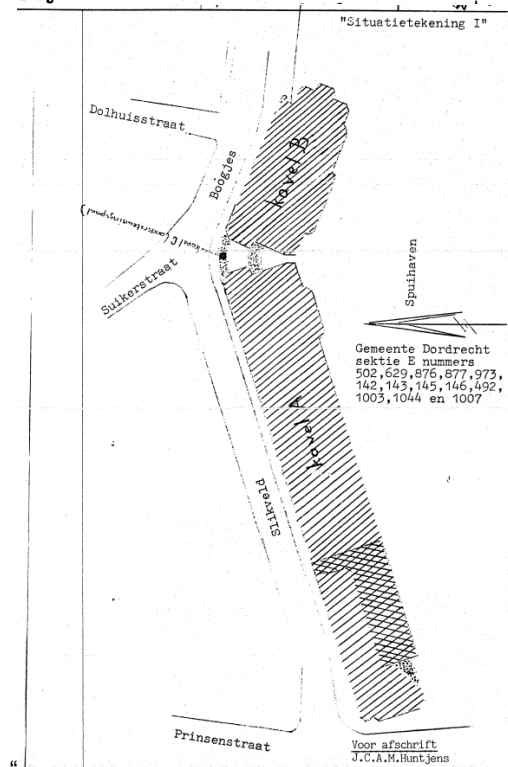 "Situatietekening I"
Dolhuisstraat
Boogjes
kavel B
kavel C
Suikerstraat
Spuihaven
Gemeente Dordrecht
sektie E nummers
502,629,876,877,973,
142,143,145,146,492,
1003,1044 en 1007
kavel A
Slikveld
Prinsenstraat
Voor afschrift
J.C.A.M.Huntjens
"